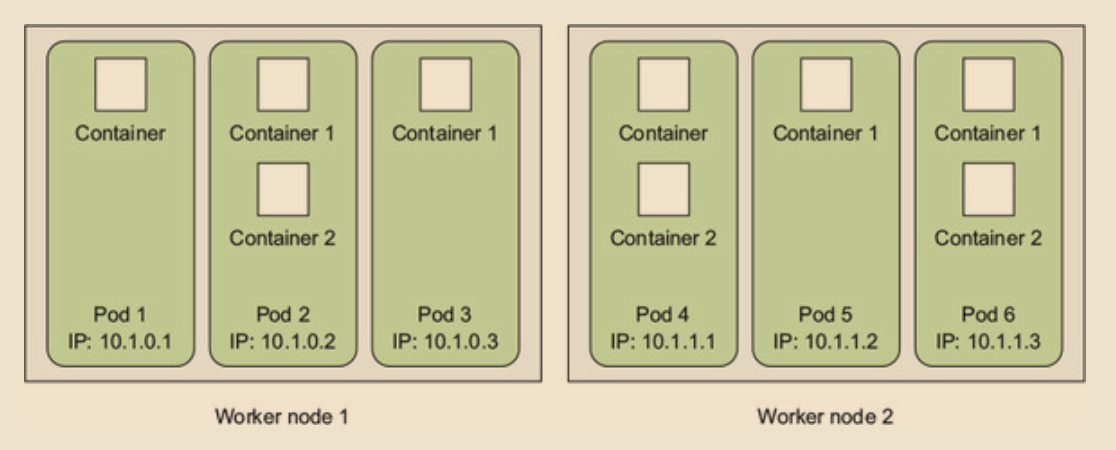 Container
Container 1
Container 1
Container 2
Pod 1
IP: 10.1.0.1
Pod 2
IP: 10.1.0.2
Pod 3
IP: 10.1.0.3
Worker node 1
Container
Container 1
Container 1
Container 2
Container 2
Pod 4
IP: 10.1.1.1
Pod 5
IP: 10.1.1.2
Pod 6
IP: 10.1.1.3
Worker node 2